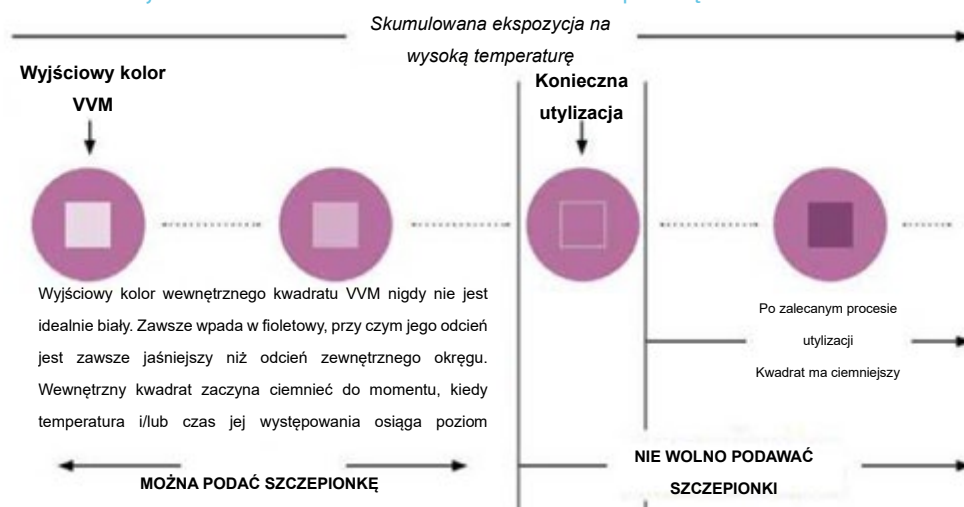 Skumulowana ekspozycja na
wysoką temperaturę
Wyjściowy kolor
VVM
Konieczna
utylizacja
Wyjściowy kolor wewnętrznego kwadratu VVM nigdy nie jest
idealnie biały. Zawsze wpada w fioletowy, przy czym jego odcień
jest zawsze jaśniejszy niż odcień zewnętrznego okręgu.
Wewnętrzny kwadrat zaczyna ciemnieć do momentu, kiedy
temperatura i/lub czas jej występowania osiąga poziom
Po zalecanym procesie
utylizacji
Kwadrat ma ciemniejszy
MOŻNA PODAĆ SZCZEPIONKĘ
NIE WOLNO PODAWAĆ
SZCZEPIONKI